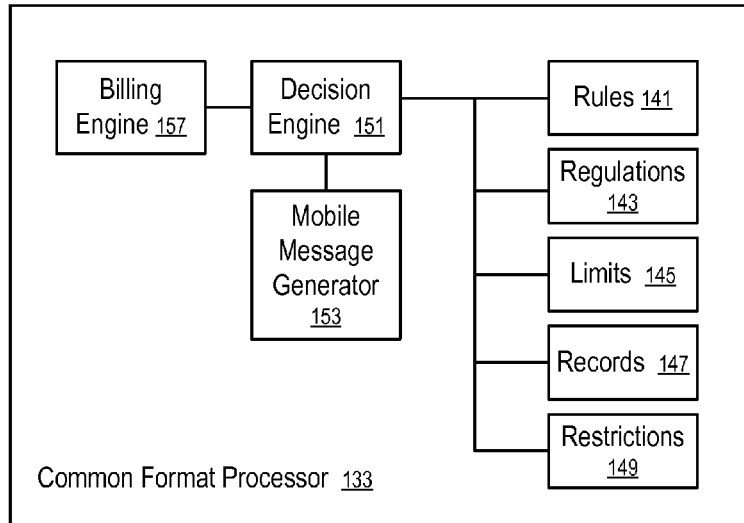 Billing
Engine 157
Decision
Engine 151
Mobile
Message
Generator
153
Rules 141
Regulations
143
Limits 145
Records 147
Restrictions
149
Common Format Processor 133